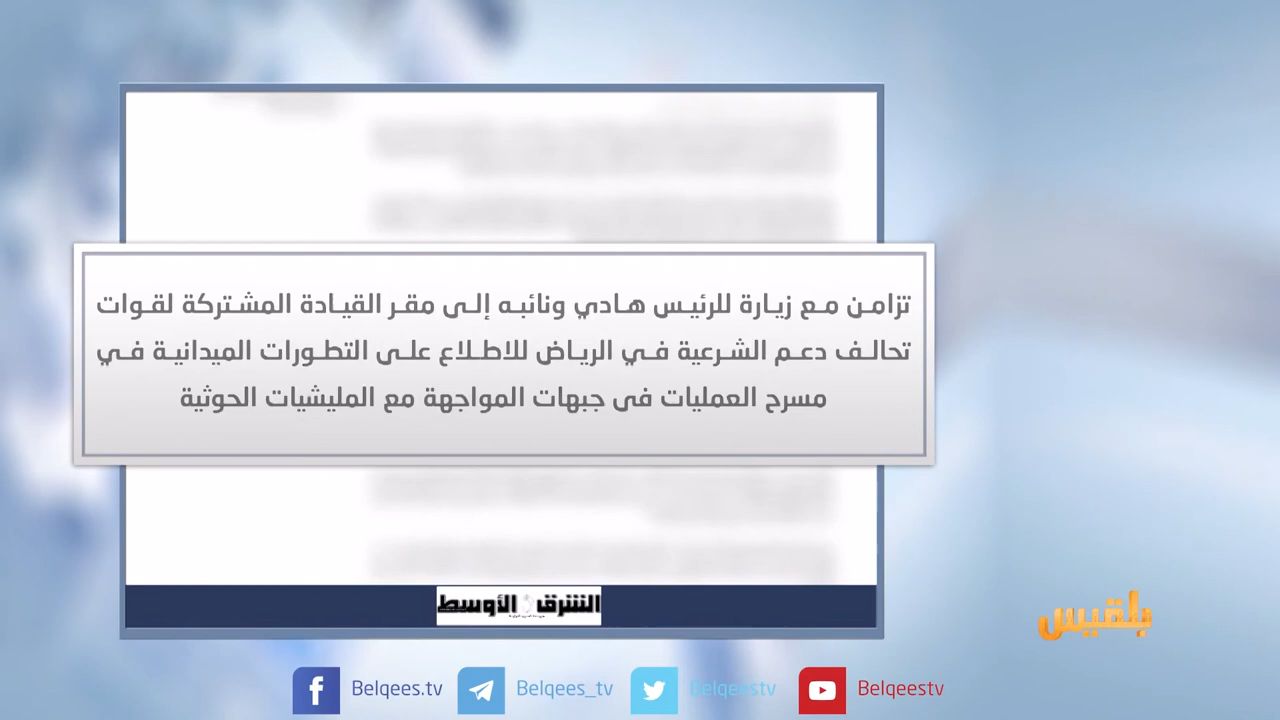 تزامن مع زيارة للرئيس هادي ونائبه إلى مقر القيادة المشتركة لقوات
تحالف دعم الشرعية في الرياض للاطلاع على التطورات الميدانية في
مسرح العمليات فى جبهات المواجهة مع المليشيات الحوثية
الشرق الأوسط
بلقيس
Belqees.tv
Belqees_tv
Belqeestv
Belqeestv